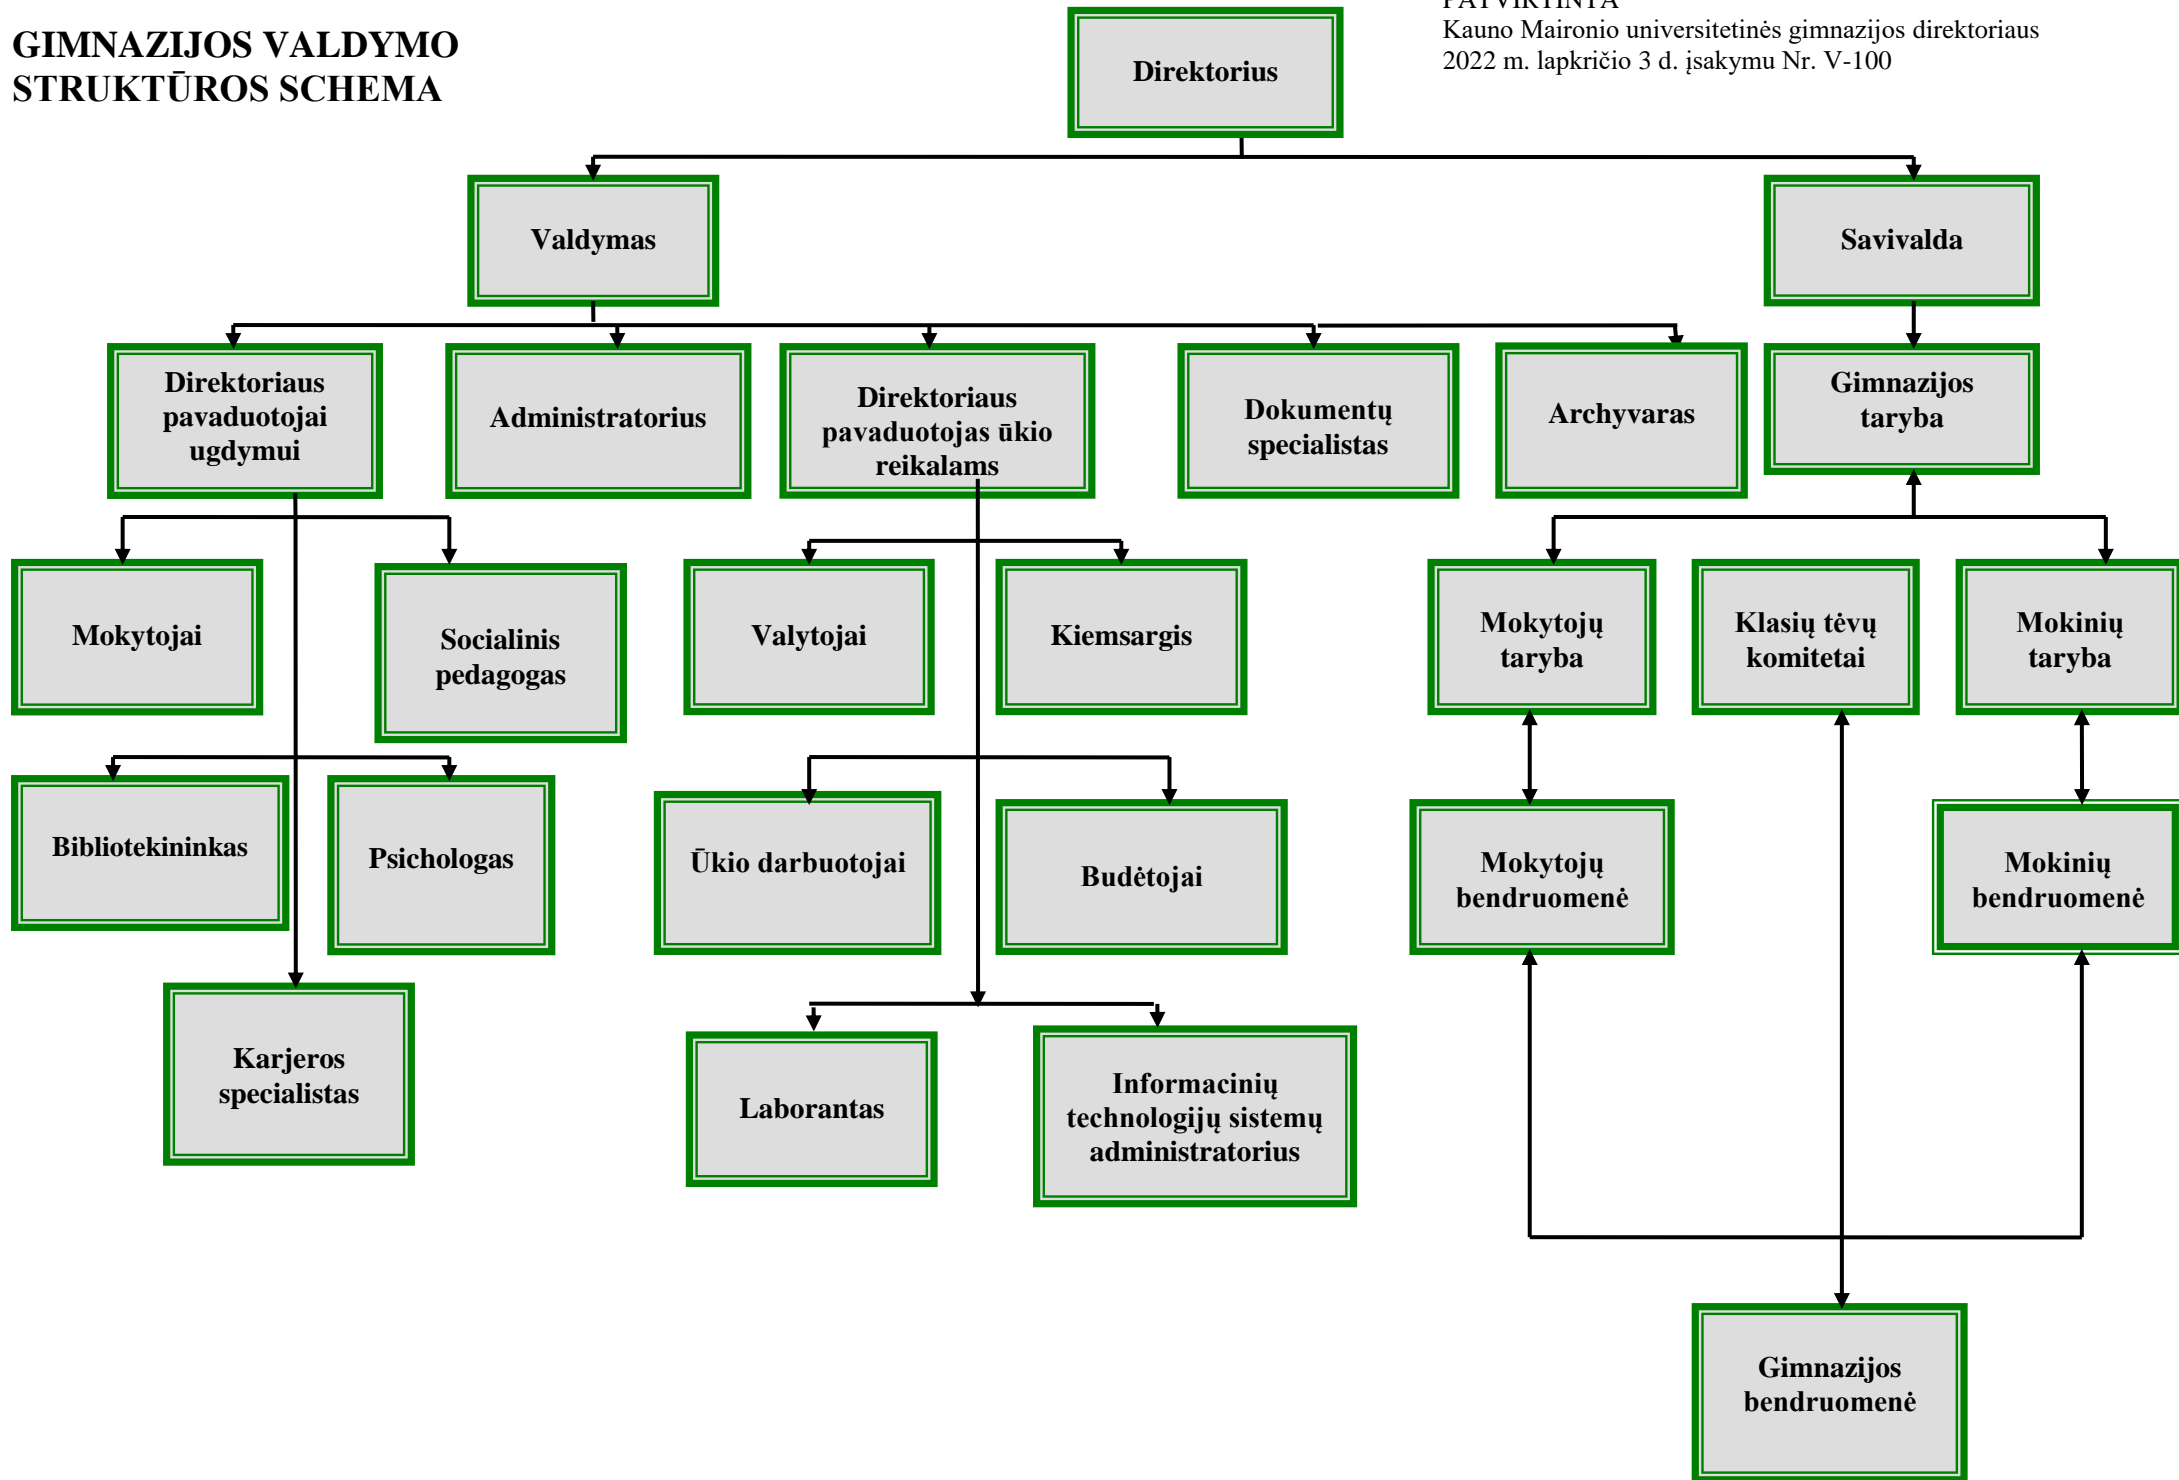 PATVIRTINTA
Kauno Maironio universitetinės gimnazijos direktoriaus
2022 m. lapkričio 3 d. įsakymu Nr. V-100
GIMNAZIJOS VALDYMO
STRUKTŪROS SCHEMA
Direktorius
Valdymas
Savivalda
Direktoriaus
pavaduotojai
ugdymui
Administratorius
Direktoriaus
pavaduotojas ūkio
reikalams
Dokumentų
specialistas
Archyvaras
Gimnazijos
taryba
Mokytojai
Socialinis
pedagogas
Valytojai
Kiemsargis
Mokytojų
taryba
Klasių tėvų
komitetai
Mokinių
taryba
Bibliotekininkas
Psichologas
Ūkio darbuotojai
Budėtojai
Mokytojų
bendruomenė
Mokinių
bendruomenė
Karjeros
specialistas
Laborantas
Informacinių
technologijų sistemų
administratorius
Gimnazijos
bendruomenė